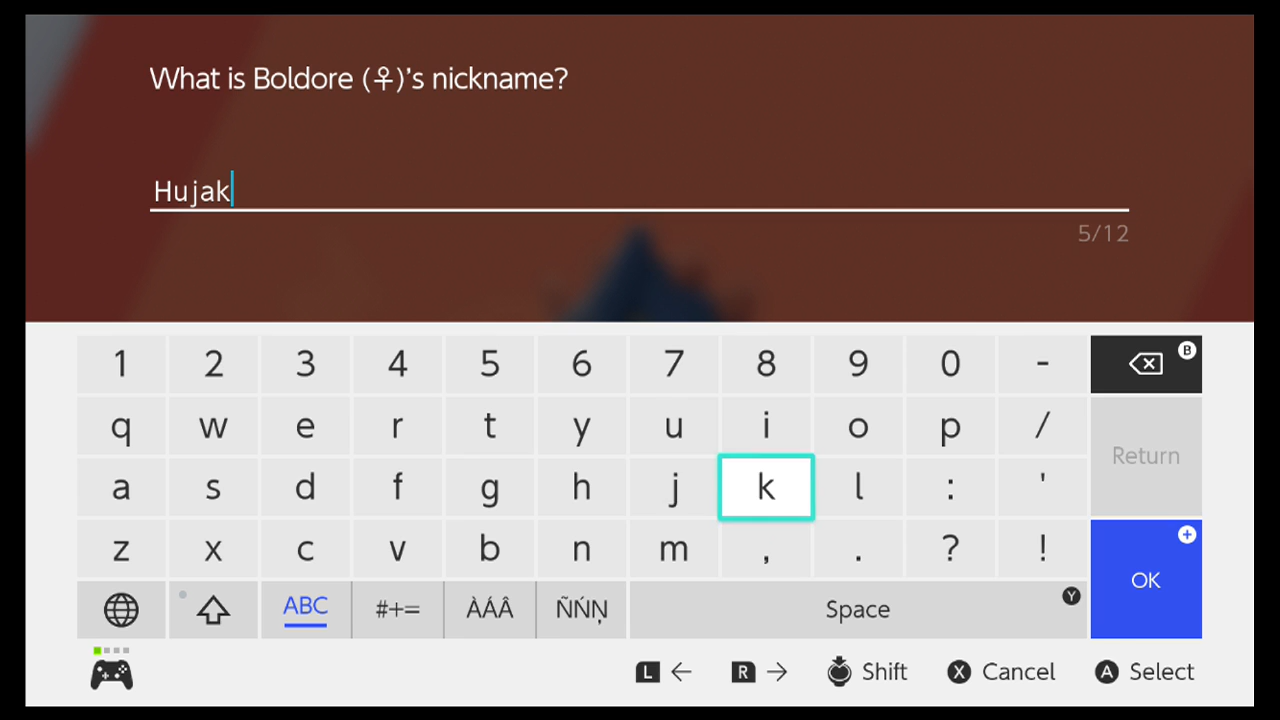 What is Boldore (♀)'s nickname?
Hujak
5/12
1 2 3 4 5 6 7 8 9 0 - B
q w e r t y u i o p / Return
a s d f g h j k l : '
z x c v b n m , . ? ! + OK
ABC #+= ÀÁÂ ÑŃŅ Space Y
L ← R → Shift X Cancel A Select